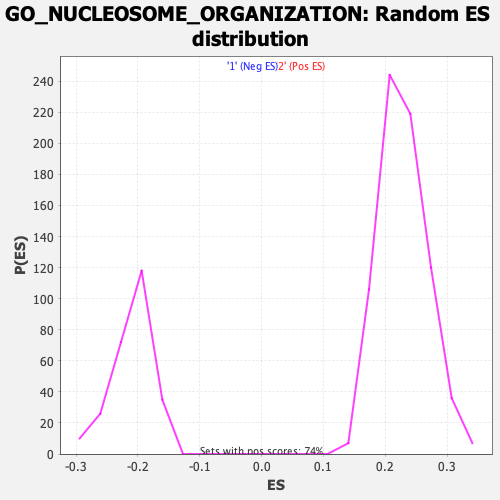 GO_NUCLEOSOME_ORGANIZATION: Random ES
distribution
'1' (Neg ES)2' (Pos ES)
240
220
200
180
160
140
120
100
80
60
40
20
0
P(ES)
Sets with pos scores: 74%
-0.3 -0.2 -0.1 0.0 0.1 0.2 0.3
ES